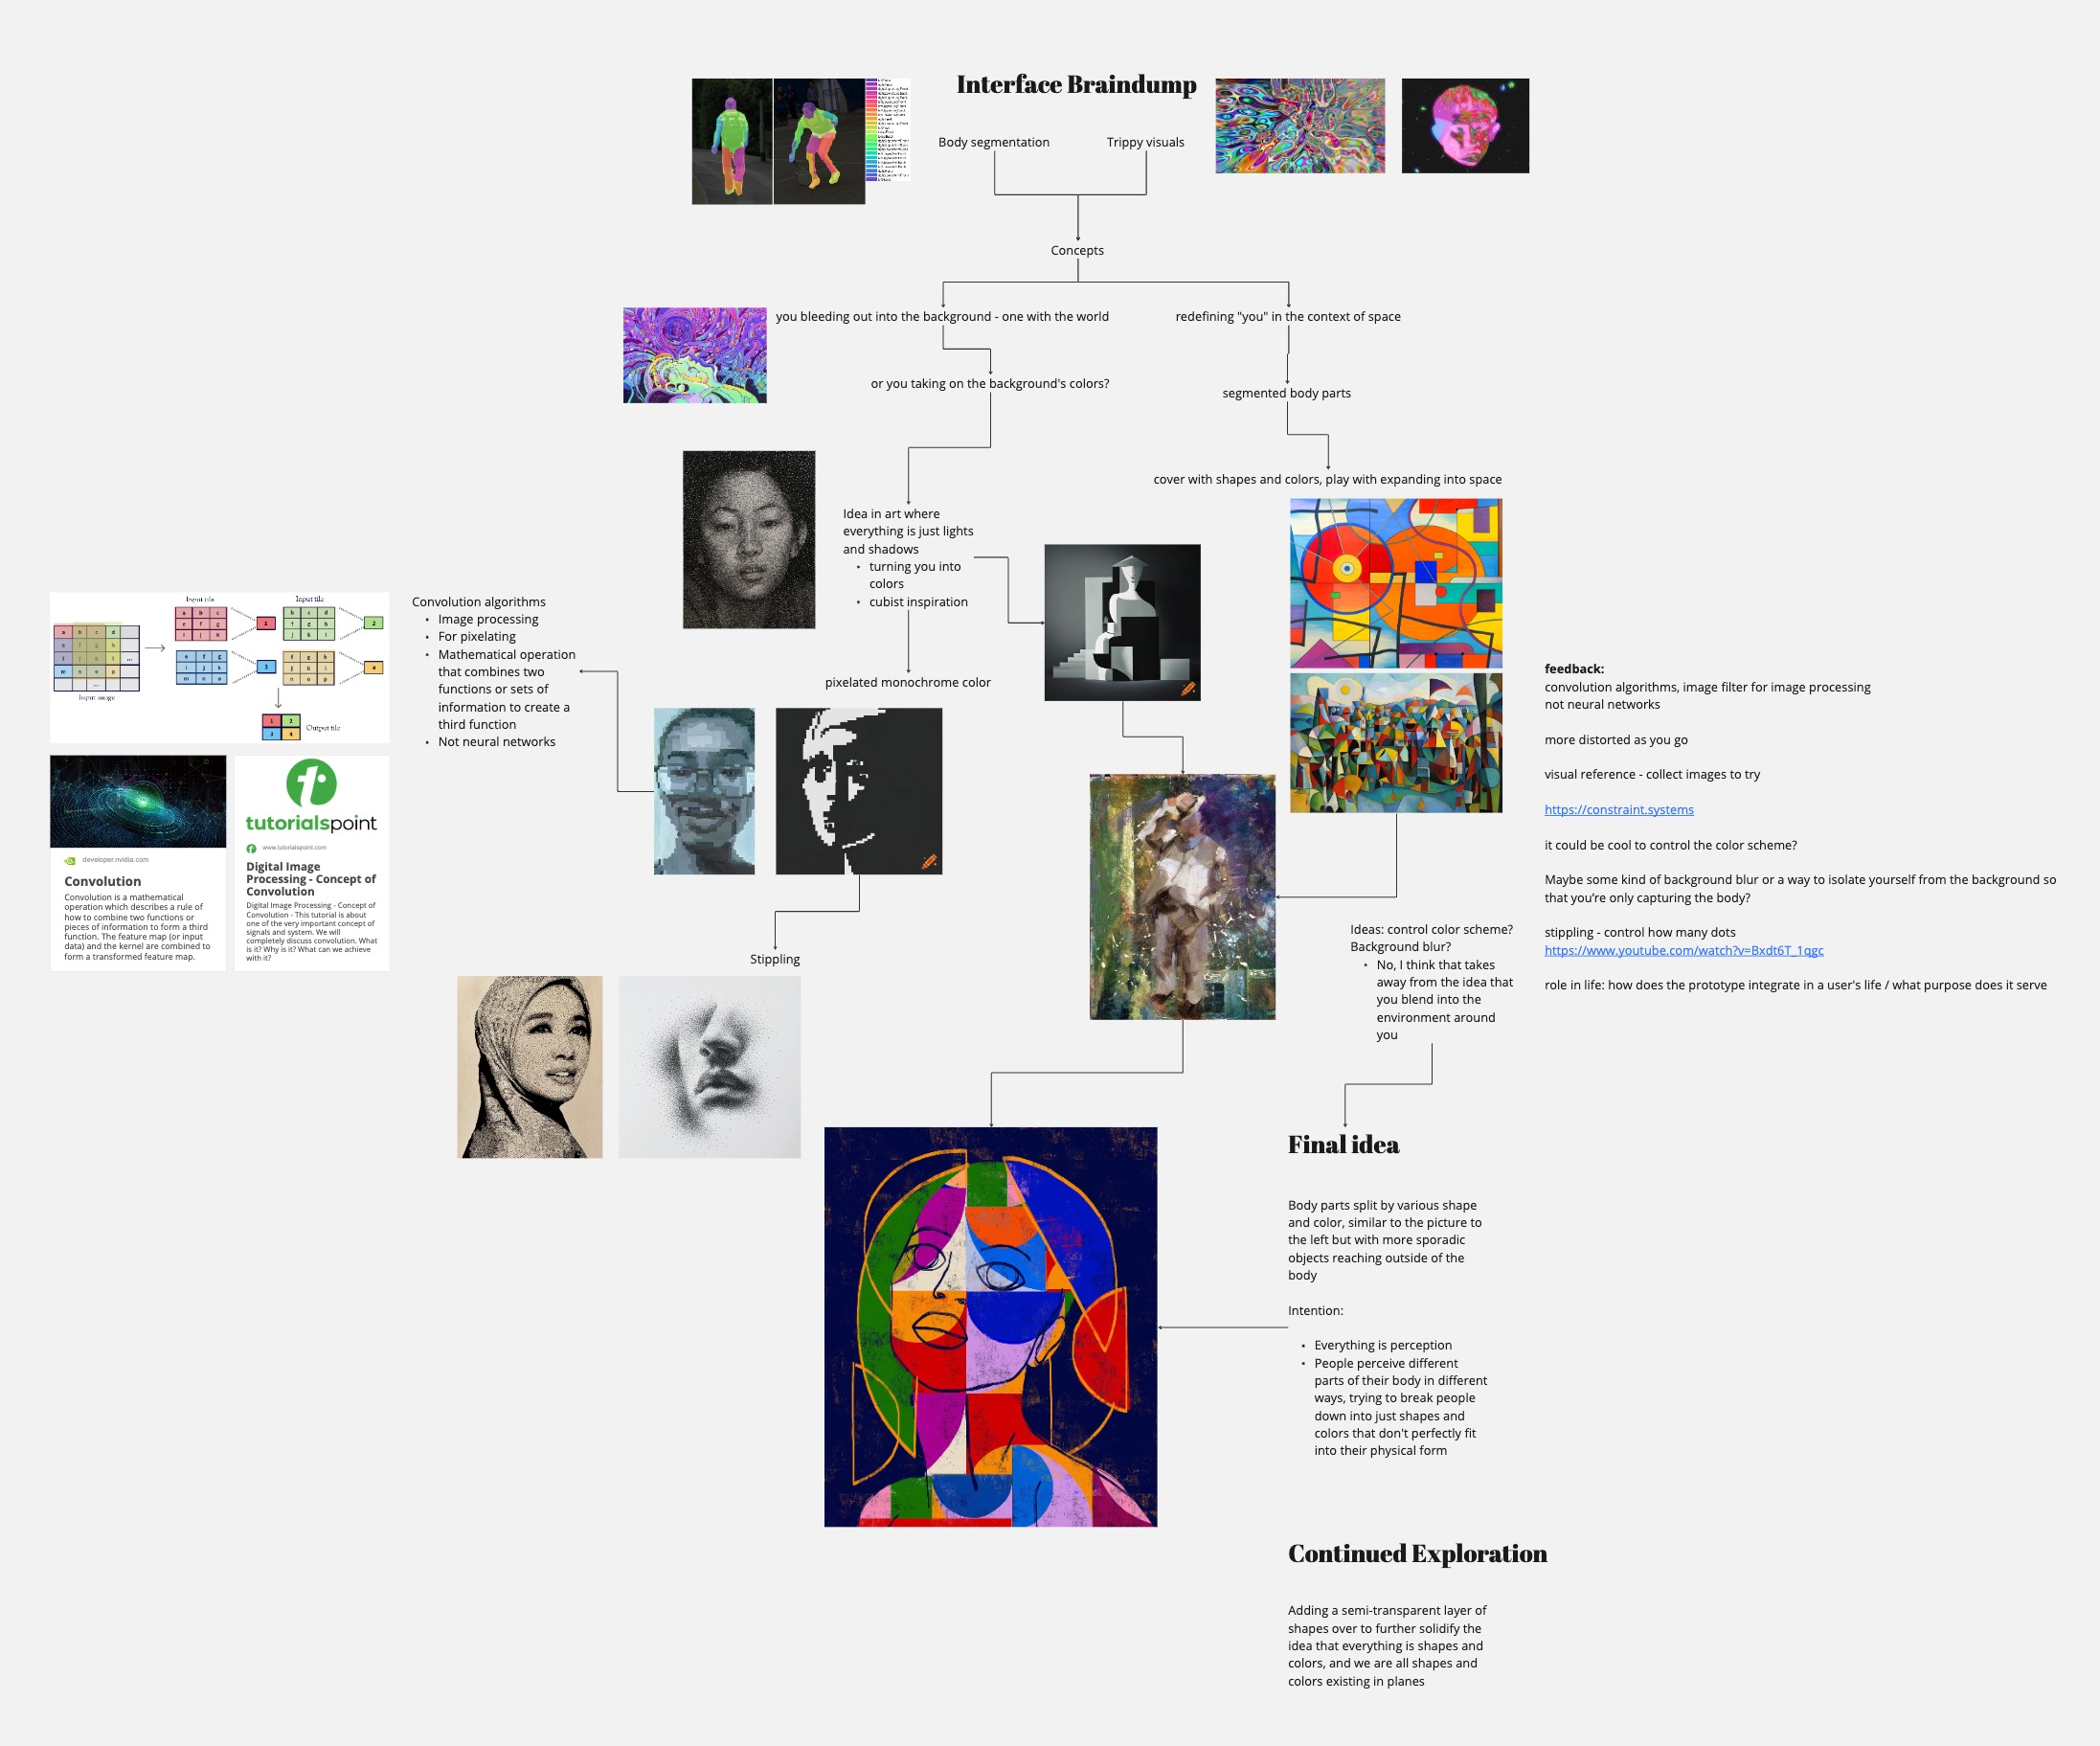 Interface Braindump
Body segmentation
Trippy visuals
Concepts
you bleeding out into the background - one with the world
redefining "you" in the context of space
or you taking on the background's colors?
segmented body parts
cover with shapes and colors, play with expanding into space
Idea in art where
everything is just lights
and shadows
• turning you into
colors
• cubist inspiration
pixelated monochrome color
Convolution algorithms
• Image processing
• For pixelating
• Mathematical operation
that combines two
functions or sets of
information to create a
third function
• Not neural networks
Input tile
Input tile
a b c
e f g
i j k
1
b c d
f g h
j k l
2
a b c d
e f g h
i j k l ...
m n o p
...
Input image
e f g
i j k
m n o
3
f g h
j k l
n o p
4
1 2
3 4
Output tile
developer.nvidia.com
Convolution
Convolution is a mathematical
operation which describes a rule of
how to combine two functions or
pieces of information to form a third
function. The feature map (or input
data) and the kernel are combined to
form a transformed feature map.
tutorialspoint
www.tutorialspoint.com
Digital Image
Processing - Concept of
Convolution
Digital Image Processing - Concept of
Convolution - This tutorial is about
one of the very important concept of
signals and system. We will
completely discuss convolution. What
is it? Why is it? What can we achieve
with it?
Stippling
feedback:
convolution algorithms, image filter for image processing
not neural networks
more distorted as you go
visual reference - collect images to try
https://constraint.systems
it could be cool to control the color scheme?
Maybe some kind of background blur or a way to isolate yourself from the background so
that you're only capturing the body?
stippling - control how many dots
https://www.youtube.com/watch?v=Bxdt6T_1qgc
role in life: how does the prototype integrate in a user's life / what purpose does it serve
Ideas: control color scheme?
Background blur?
• No, I think that takes
away from the idea that
you blend into the
environment around
you
Final idea
Body parts split by various shape
and color, similar to the picture to
the left but with more sporadic
objects reaching outside of the
body
Intention:
• Everything is perception
• People perceive different
parts of their body in different
ways, trying to break people
down into just shapes and
colors that don't perfectly fit
into their physical form
Continued Exploration
Adding a semi-transparent layer of
shapes over to further solidify the
idea that everything is shapes and
colors, and we are all shapes and
colors existing in planes